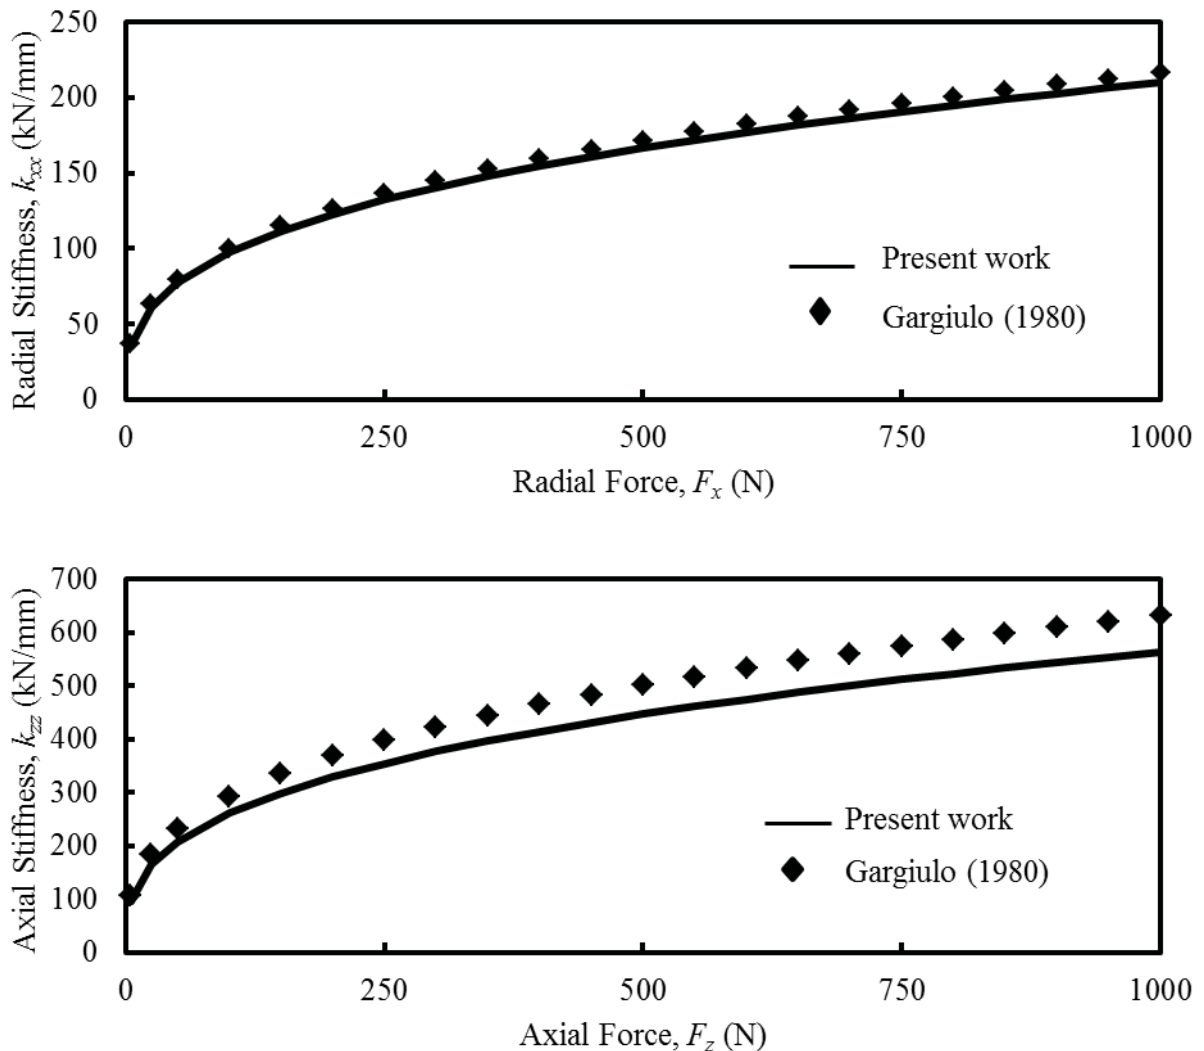 250
200
150
100
50
0
Radial Stiffness, kxx (kN/mm)
Present work
Gargiulo (1980)
0 250 500 750 1000
Radial Force, Fx (N)
700
600
500
400
300
200
100
0
Axial Stiffness, kzz (kN/mm)
Present work
Gargiulo (1980)
0 250 500 750 1000
Axial Force, Fz (N)